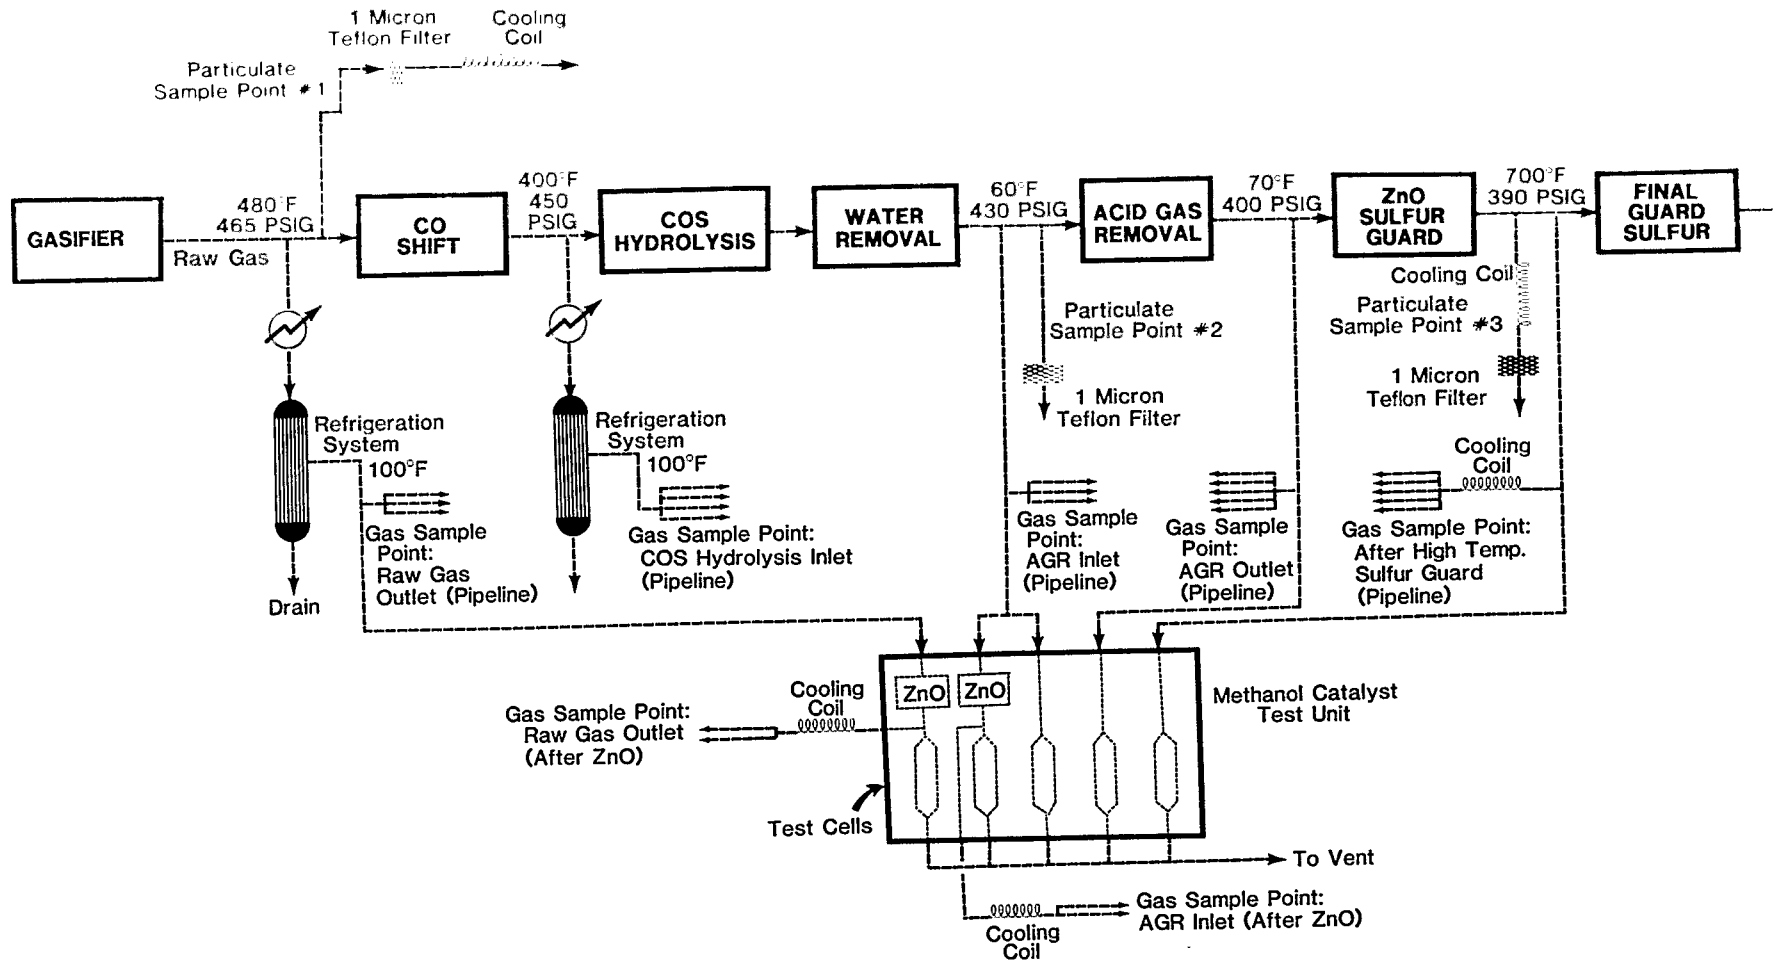 1 Micron
Teflon Filter
Cooling
Coil
Particulate
Sample Point #1
480°F
465 PSIG
400°F
450
PSIG
60°F
430 PSIG
70°F
400 PSIG
700°F
390 PSIG
GASIFIER
Raw Gas
CO
SHIFT
COS
HYDROLYSIS
WATER
REMOVAL
ACID GAS
REMOVAL
ZnO
SULFUR
GUARD
FINAL
GUARD
SULFUR
Particulate
Sample Point #2
1 Micron
Teflon Filter
Cooling Coil
Particulate
Sample Point #3
1 Micron
Teflon Filter
Refrigeration
System
100°F
Refrigeration
System
100°F
Cooling
Coil
Gas Sample
Point:
Raw Gas
Outlet (Pipeline)
Drain
Gas Sample Point:
COS Hydrolysis Inlet
(Pipeline)
Gas Sample
Point:
AGR Inlet
(Pipeline)
Gas Sample
Point:
AGR Outlet
(Pipeline)
Gas Sample Point:
After High Temp.
Sulfur Guard
(Pipeline)
ZnO
ZnO
Methanol Catalyst
Test Unit
Cooling
Coil
Gas Sample Point:
Raw Gas Outlet
(After ZnO)
Test Cells
To Vent
Gas Sample Point:
AGR Inlet (After ZnO)
Cooling
Coil